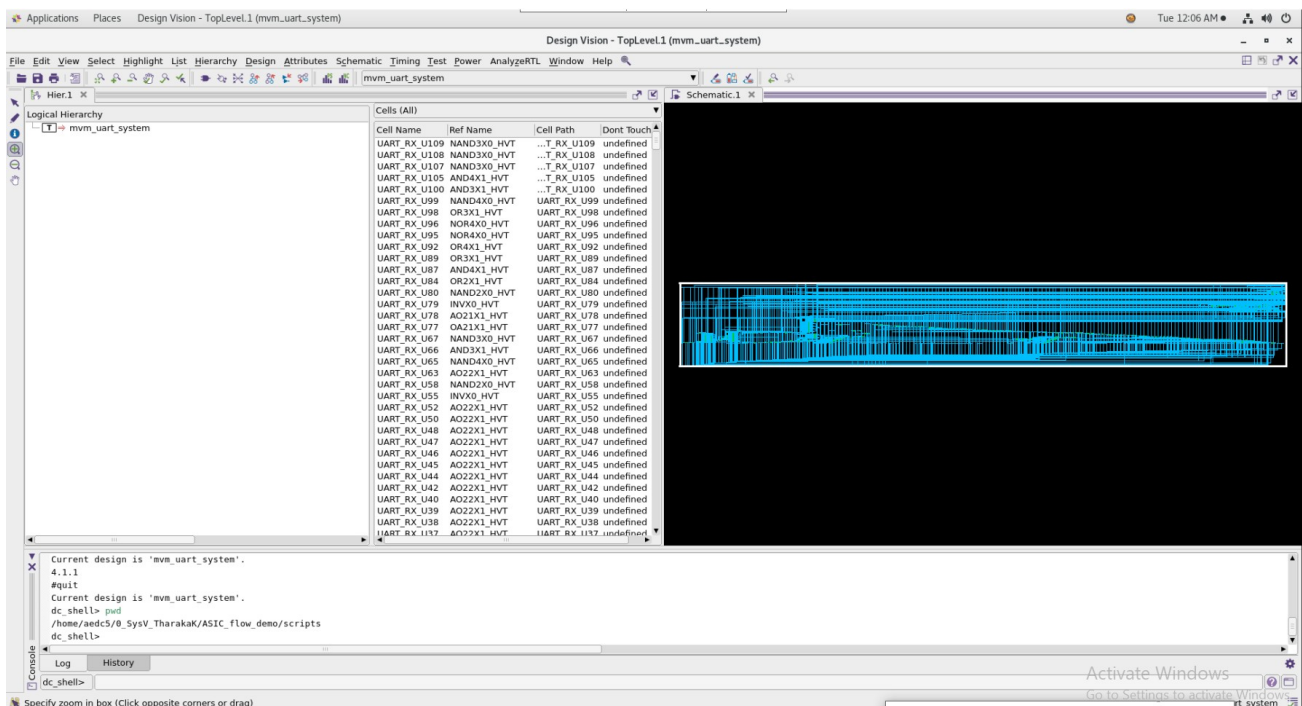 Applications Places Design Vision - TopLevel.1 (mvm_uart_system) Tue 12:06 AM
Design Vision - TopLevel.1 (mvm_uart_system)
File Edit View Select Highlight List Hierarchy Design Attributes Schematic Timing Test Power AnalyzeRTL Window Help
mvm_uart_system
Hier.1 Schematic.1
Logical Hierarchy
T mvm_uart_system
Cells (All)
Cell Name Ref Name Cell Path Dont Touch
UART_RX_U109 NAND3X0_HVT ...T_RX_U109 undefined
UART_RX_U108 NAND3X0_HVT ...T_RX_U108 undefined
UART_RX_U107 NAND3X0_HVT ...T_RX_U107 undefined
UART_RX_U105 AND4X1_HVT ...T_RX_U105 undefined
UART_RX_U100 AND3X1_HVT ...T_RX_U100 undefined
UART_RX_U99 NAND4X0_HVT UART_RX_U99 undefined
UART_RX_U98 OR3X1_HVT UART_RX_U98 undefined
UART_RX_U96 NOR4X0_HVT UART_RX_U96 undefined
UART_RX_U95 NOR4X0_HVT UART_RX_U95 undefined
UART_RX_U92 OR4X1_HVT UART_RX_U92 undefined
UART_RX_U89 OR3X1_HVT UART_RX_U89 undefined
UART_RX_U87 AND4X1_HVT UART_RX_U87 undefined
UART_RX_U84 OR2X1_HVT UART_RX_U84 undefined
UART_RX_U80 NAND2X0_HVT UART_RX_U80 undefined
UART_RX_U79 INVX0_HVT UART_RX_U79 undefined
UART_RX_U78 AO21X1_HVT UART_RX_U78 undefined
UART_RX_U77 OA21X1_HVT UART_RX_U77 undefined
UART_RX_U67 NAND3X0_HVT UART_RX_U67 undefined
UART_RX_U66 AND3X1_HVT UART_RX_U66 undefined
UART_RX_U65 NAND4X0_HVT UART_RX_U65 undefined
UART_RX_U63 AO22X1_HVT UART_RX_U63 undefined
UART_RX_U58 NAND2X0_HVT UART_RX_U58 undefined
UART_RX_U55 INVX0_HVT UART_RX_U55 undefined
UART_RX_U52 AO22X1_HVT UART_RX_U52 undefined
UART_RX_U50 AO22X1_HVT UART_RX_U50 undefined
UART_RX_U48 AO22X1_HVT UART_RX_U48 undefined
UART_RX_U47 AO22X1_HVT UART_RX_U47 undefined
UART_RX_U46 AO22X1_HVT UART_RX_U46 undefined
UART_RX_U45 AO22X1_HVT UART_RX_U45 undefined
UART_RX_U44 AO22X1_HVT UART_RX_U44 undefined
UART_RX_U42 AO22X1_HVT UART_RX_U42 undefined
UART_RX_U40 AO22X1_HVT UART_RX_U40 undefined
UART_RX_U39 AO22X1_HVT UART_RX_U39 undefined
UART_RX_U38 AO22X1_HVT UART_RX_U38 undefined
UART_RX_U37 AO22X1_HVT UART_RX_U37 undefined
Current design is 'mvm_uart_system'.
4.1.1
#quit
Current design is 'mvm_uart_system'.
dc_shell> pwd
/home/aedc5/0_SysV_TharakaK/ASIC_flow_demo/scripts
dc_shell>
Console
Log History
dc_shell>
Activate Windows
Go to Settings to activate Windows.
Specify zoom in box (Click opposite corners or drag)